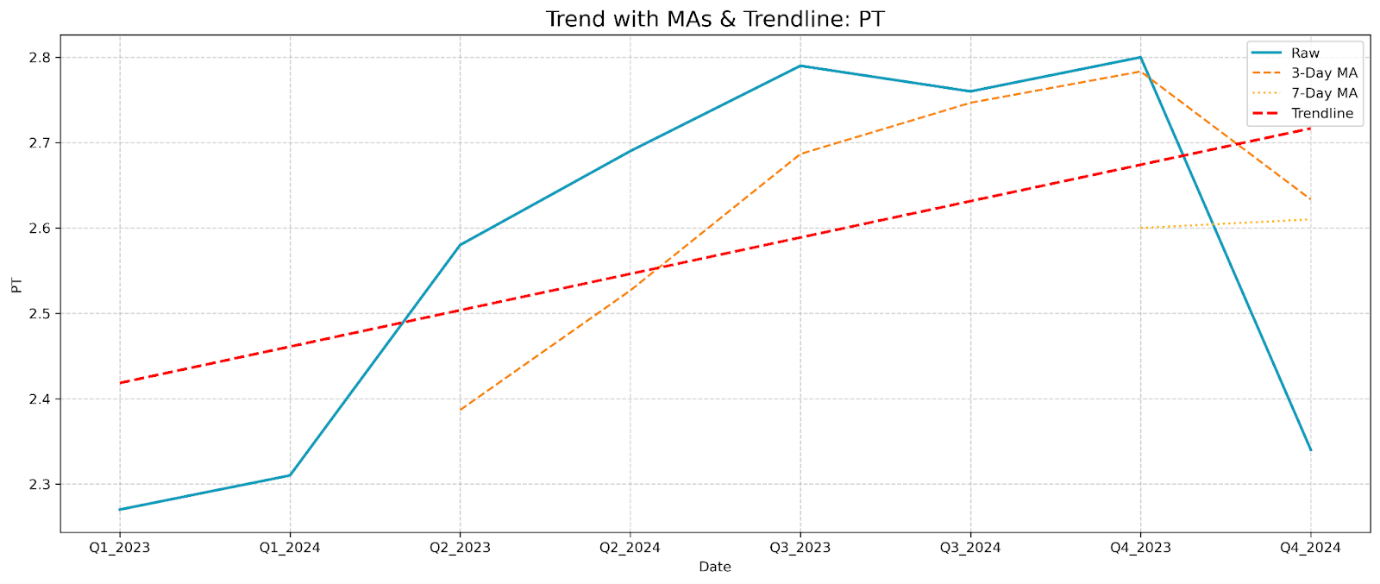 Trend with MAs & Trendline: PT
Raw
3-Day MA
7-Day MA
Trendline
2.8
2.7
2.6
2.5
2.4
2.3
PT
Q1_2023 Q1_2024 Q2_2023 Q2_2024 Q3_2023 Q3_2024 Q4_2023 Q4_2024
Date